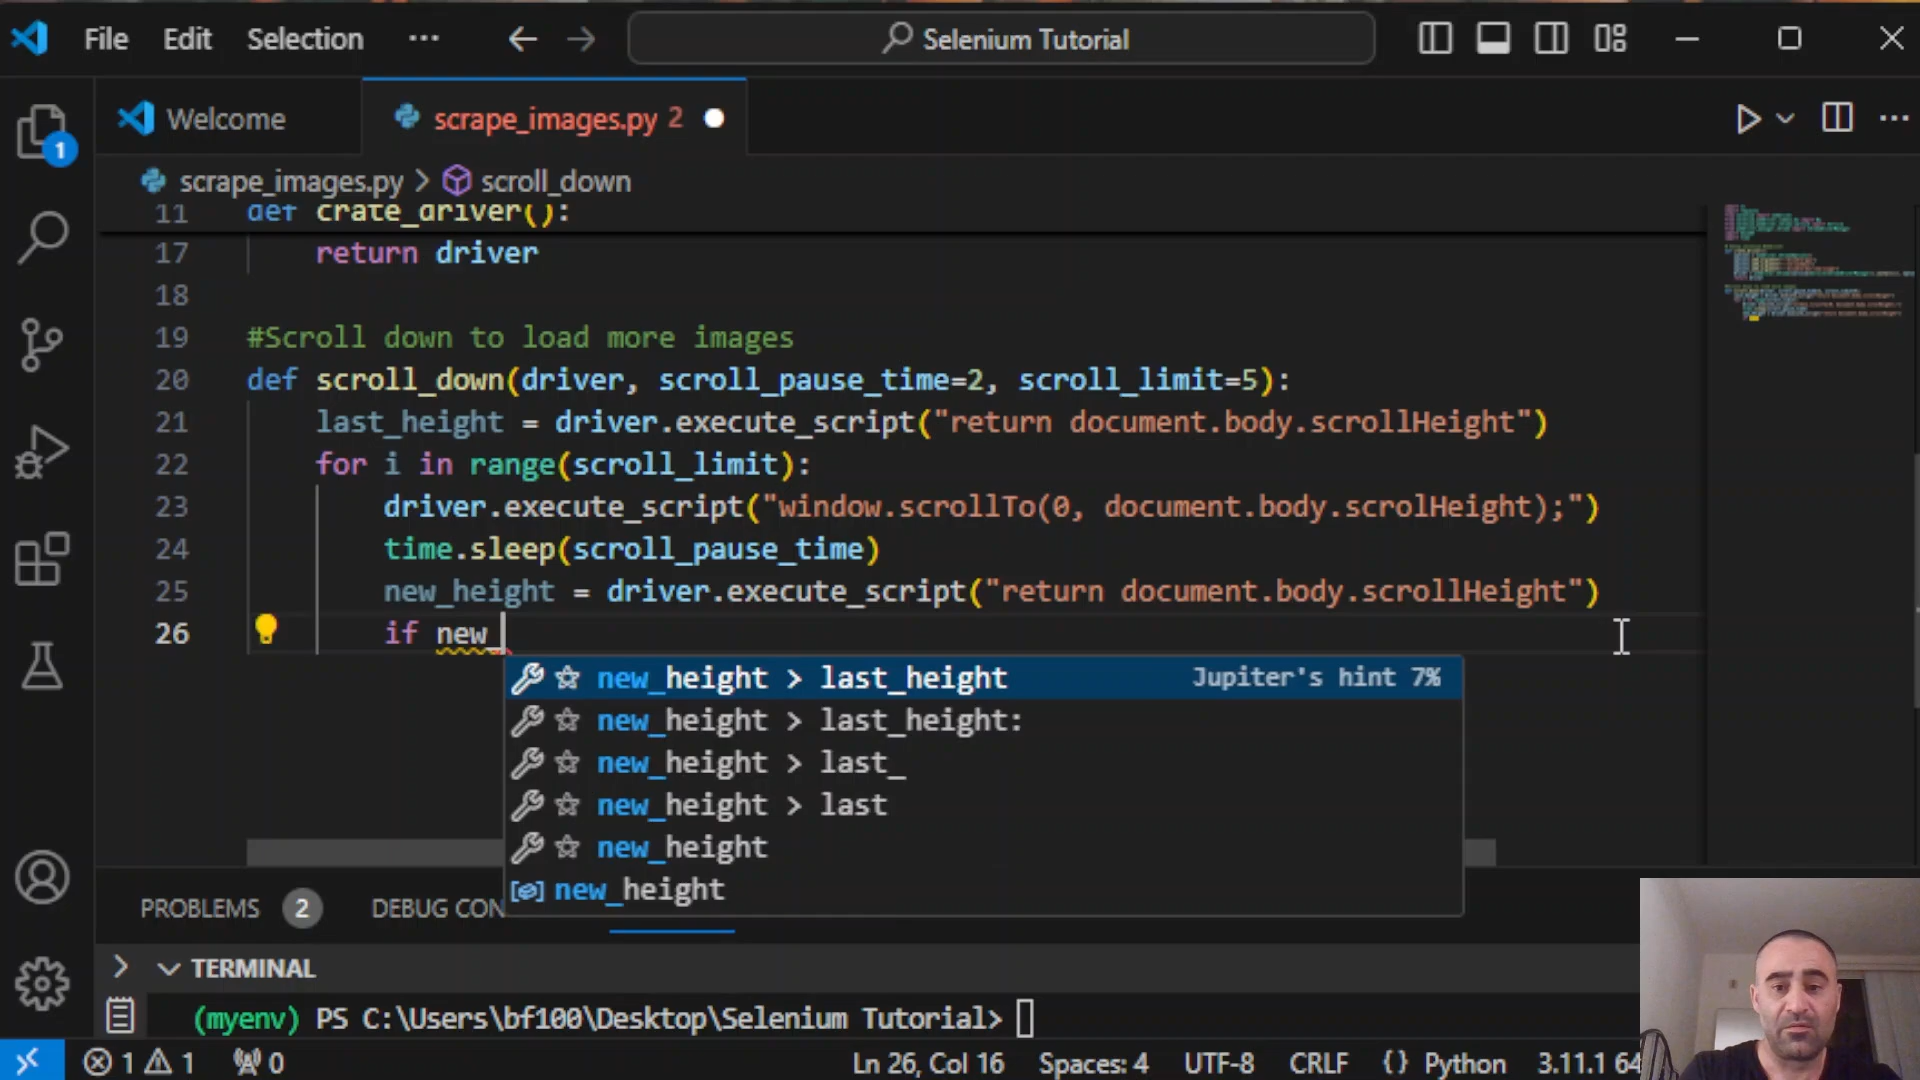 File Edit Selection ··· Selenium Tutorial
Welcome scrape_images.py 2
1
scrape_images.py > scroll_down
11 def crate_driver():
17 return driver
18
19 #Scroll down to load more images
20 def scroll_down(driver, scroll_pause_time=2, scroll_limit=5):
21 last_height = driver.execute_script("return document.body.scrollHeight")
22 for i in range(scroll_limit):
23 driver.execute_script("window.scrollTo(0, document.body.scrolHeight);")
24 time.sleep(scroll_pause_time)
25 new_height = driver.execute_script("return document.body.scrollHeight")
26 if new_
new_height > last_height Jupiter's hint 7%
new_height > last_height:
new_height > last_
new_height > last
new_height
new_height
PROBLEMS 2 DEBUG CON
TERMINAL
(myenv) PS C:\Users\bf100\Desktop\Selenium Tutorial>
1 1 0 Ln 26, Col 16 Spaces: 4 UTF-8 CRLF {} Python 3.11.1 64